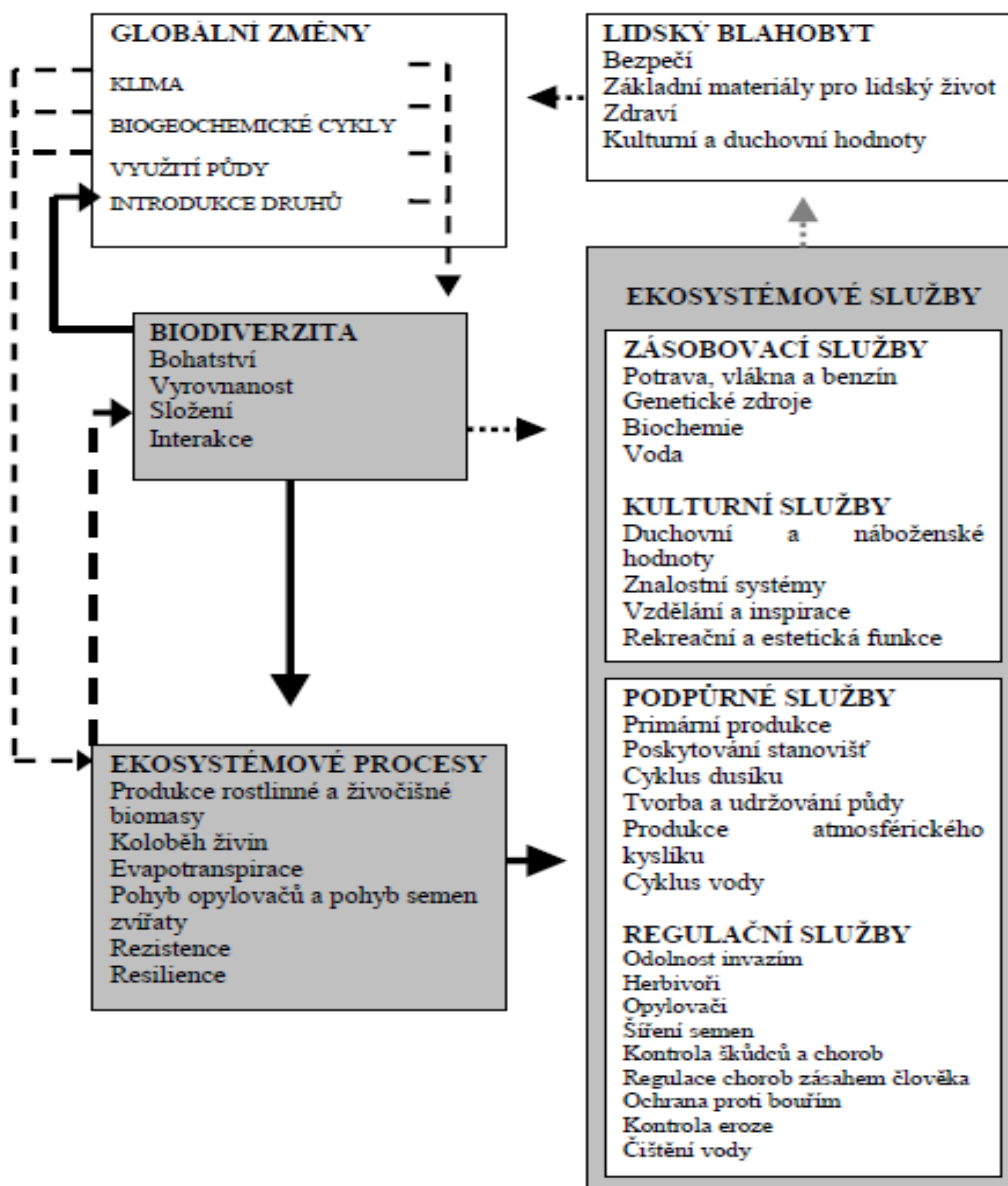 GLOBÁLNÍ ZMĚNY
KLIMA
BIOGEOCHEMICKÉ CYKLY
VYUŽITÍ PŮDY
INTRODUKCE DRUHŮ
LIDSKÝ BLAHOBYT
Bezpečí
Základní materiály pro lidský život
Zdraví
Kulturní a duchovní hodnoty
BIODIVERZITA
Bohatství
Vyrovnanost
Složení
Interakce
EKOSYSTÉMOVÉ PROCESY
Produkce rostlinné a živočišné
biomasy
Koloběh živin
Evapotranspirace
Pohyb opylovačů a pohyb semen
zvířaty
Rezistence
Resilience
EKOSYSTÉMOVÉ SLUŽBY
ZÁSOBOVACÍ SLUŽBY
Potrava, vlákna a benzín
Genetické zdroje
Biochemie
Voda
KULTURNÍ SLUŽBY
Duchovní a náboženské
hodnoty
Znalostní systémy
Vzdělání a inspirace
Rekreační a estetická funkce
PODPŮRNÉ SLUŽBY
Primární produkce
Poskytování stanovišť
Cyklus dusíku
Tvorba a udržování půdy
Produkce atmosférického
kyslíku
Cyklus vody
REGULAČNÍ SLUŽBY
Odolnost invazím
Herbivoři
Opylovači
Šíření semen
Kontrola škůdců a chorob
Regulace chorob zásahem člověka
Ochrana proti bouřím
Kontrola eroze
Čištění vody